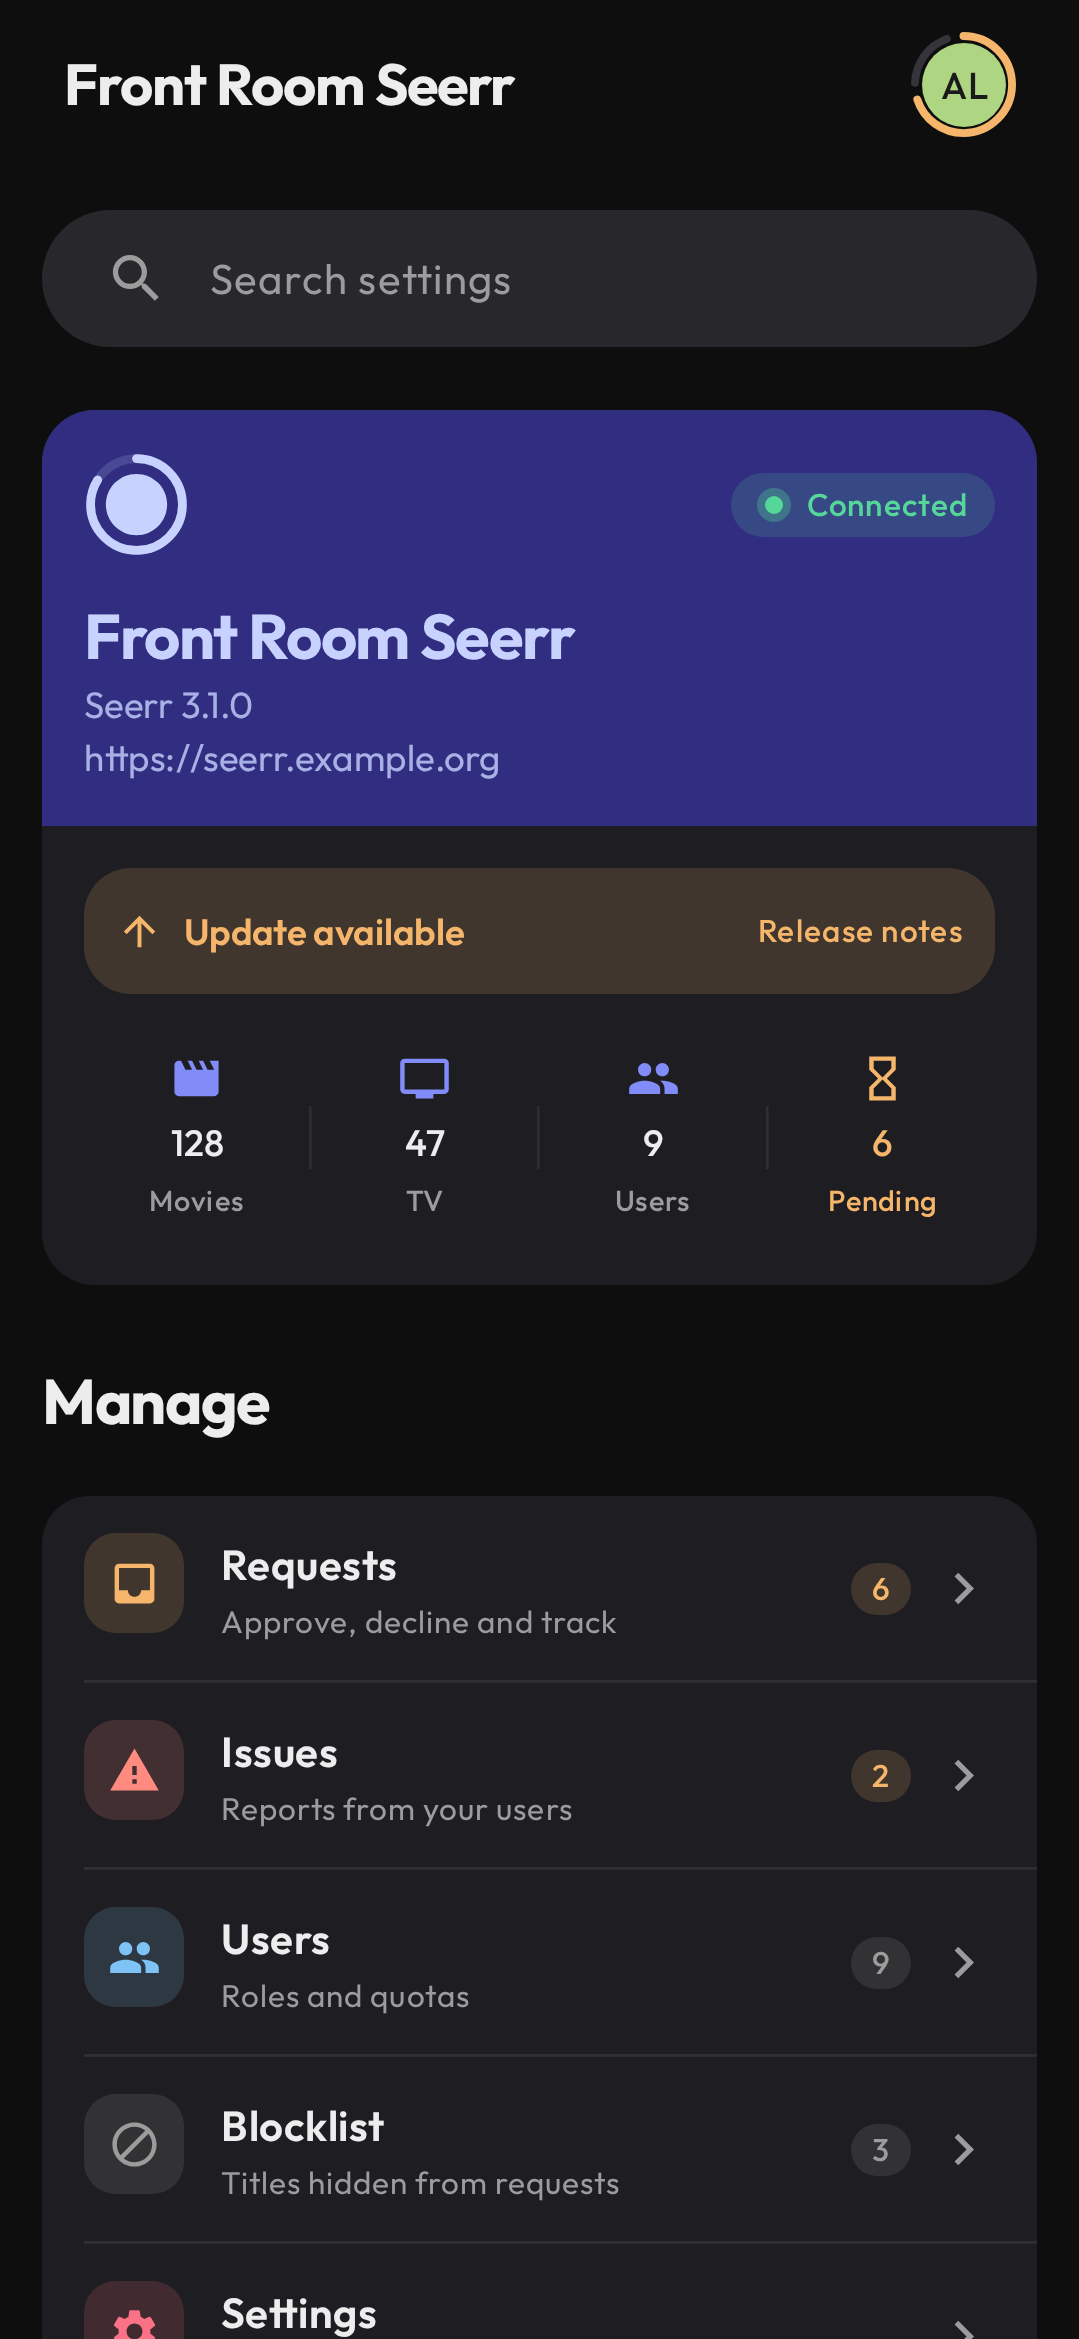 Front Room Seerr
AL
Search settings
Connected
Front Room Seerr
Seerr 3.1.0
https://seerr.example.org
Update available
Release notes
128
47
9
6
Movies
TV
Users
Pending
Manage
Requests
Approve, decline and track
6
Issues
Reports from your users
2
Users
Roles and quotas
9
Blocklist
Titles hidden from requests
3
Settings